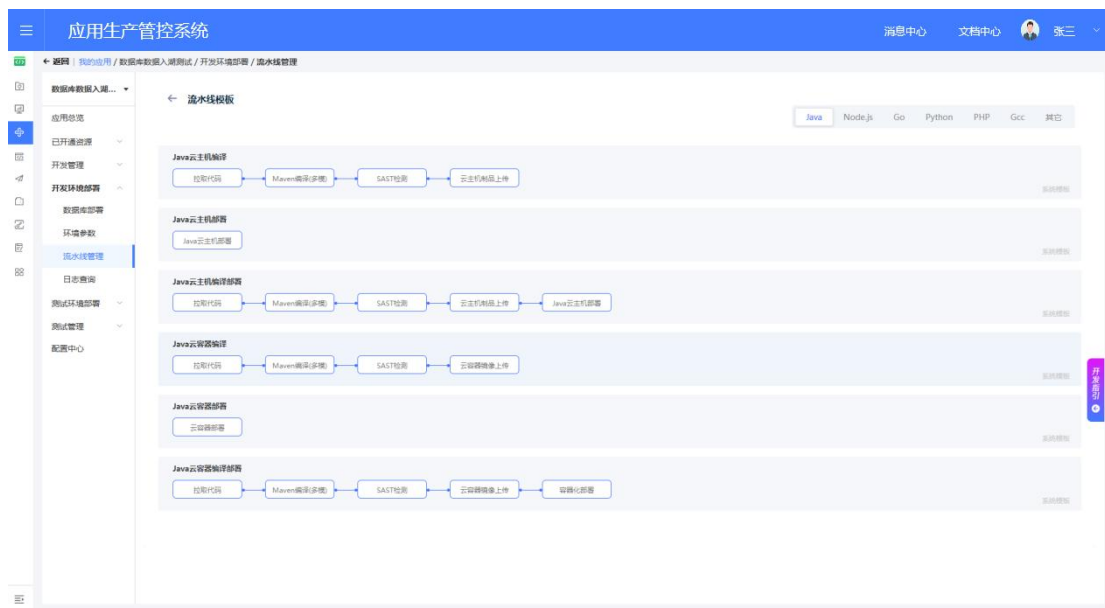 应用生产管控系统
消息中心 文档中心 张三
返回 | 我的应用 / 数据库数据入湖测试 / 开发环境部署 / 流水线管理
数据库数据入湖...
应用总览
已开通资源
开发管理
开发环境部署
数据库部署
环境参数
流水线管理
日志查询
测试环境部署
测试管理
配置中心
流水线模板
Java Node.js Go Python PHP Gcc 其它
Java云主机编译
拉取代码 Maven编译(多模) SAST检测 云主机制品上传
系统模板
Java云主机部署
Java云主机部署
系统模板
Java云主机编译部署
拉取代码 Maven编译(多模) SAST检测 云主机制品上传 Java云主机部署
系统模板
Java云容器编译
拉取代码 Maven编译(多模) SAST检测 云容器镜像上传
系统模板
Java云容器部署
云容器部署
系统模板
Java云容器编译部署
拉取代码 Maven编译(多模) SAST检测 云容器镜像上传 容器化部署
系统模板
开发指引